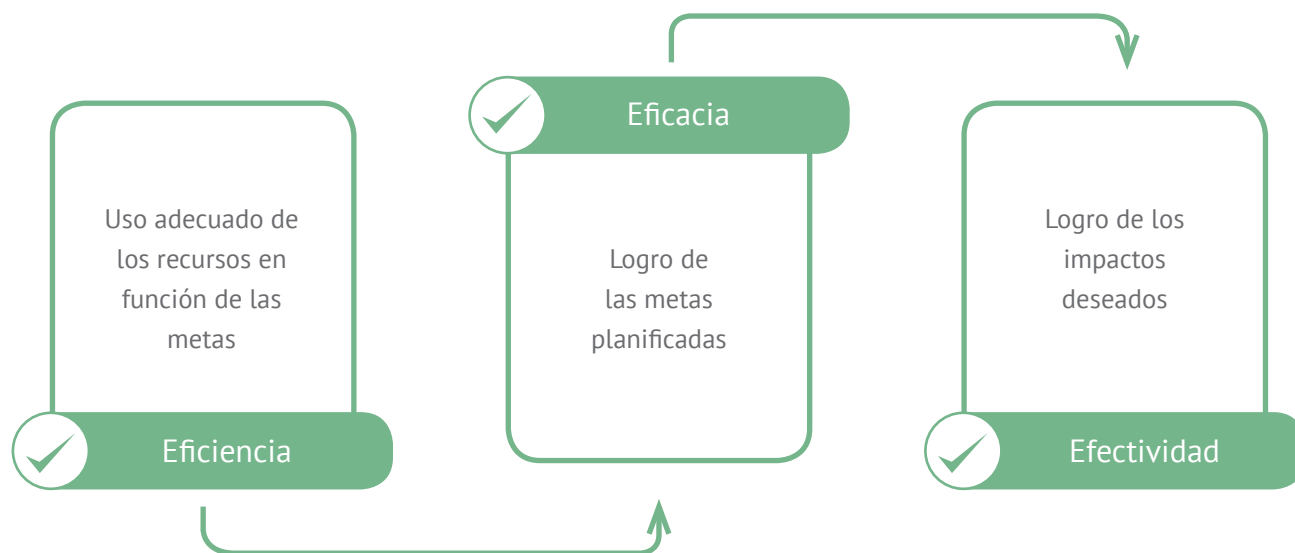 Uso adecuado de
los recursos en
función de las
metas
Eficiencia
Eficacia
Logro de
las metas
planificadas
Logro de los
impactos
deseados
Efectividad